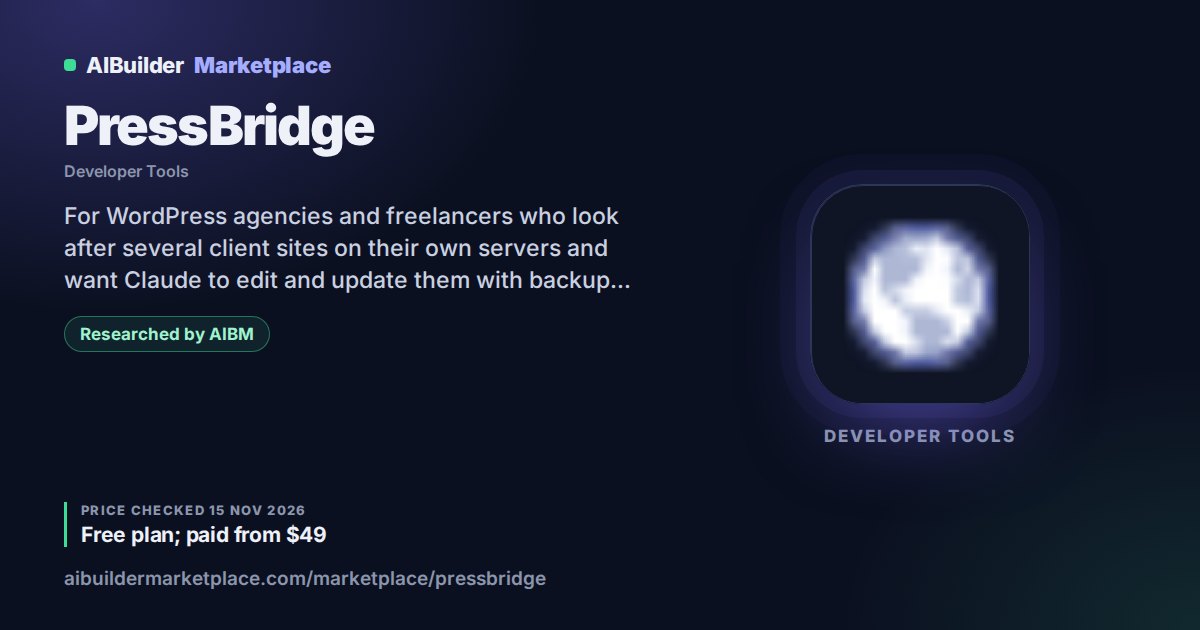 AIBuilder Marketplace
PressBridge
Developer Tools
For WordPress agencies and freelancers who look
after several client sites on their own servers and
want Claude to edit and update them with backup...
Researched by AIBM
DEVELOPER TOOLS
PRICE CHECKED 15 NOV 2026
Free plan; paid from $49
aibuildermarketplace.com/marketplace/pressbridge